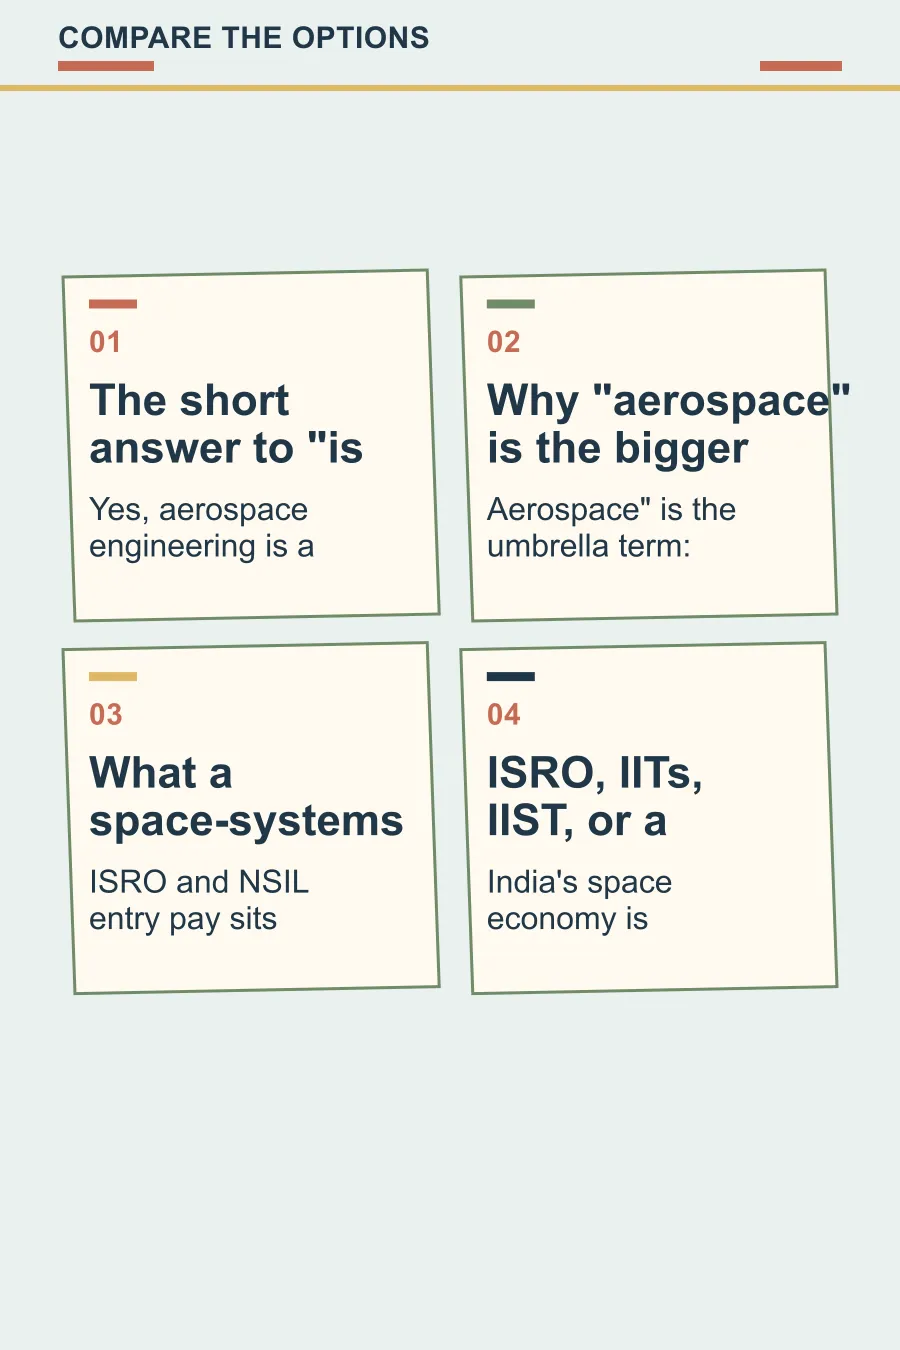 COMPARE THE OPTIONS
01
The short
answer to "is
Yes, aerospace
engineering is a
02
Why "aerospace"
is the bigger
Aerospace" is the
umbrella term:
03
What a
space-systems
ISRO and NSIL
entry pay sits
04
ISRO, IITs,
IIST, or a
India's space
economy is